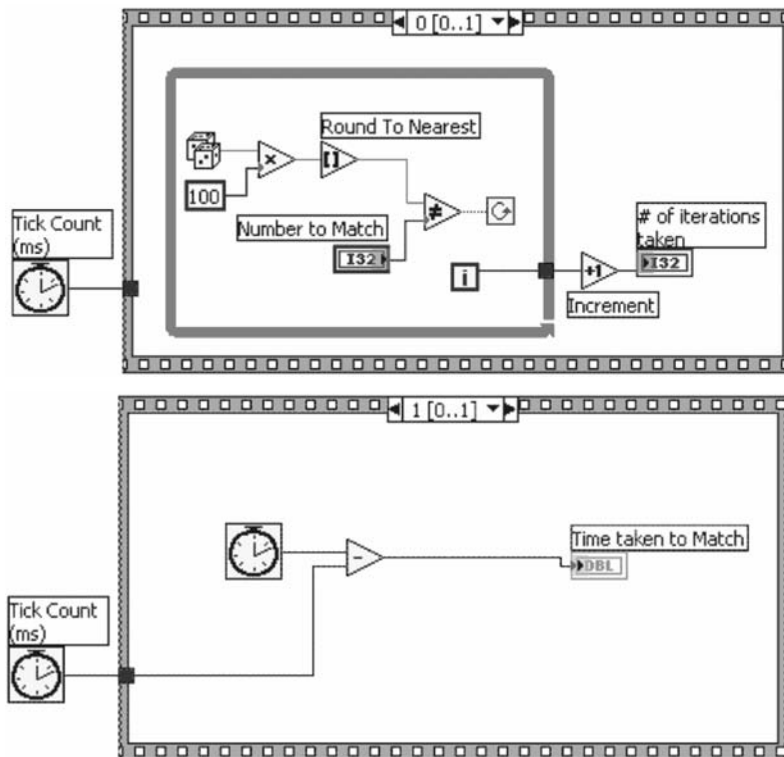 0 [0..1]
Round To Nearest
×
[ ]
100
≠
Number to Match
I32
Tick Count
(ms)
# of iterations
taken
i
+1
I32
Increment
1 [0..1]
-
Time taken to Match
DBL
Tick Count
(ms)